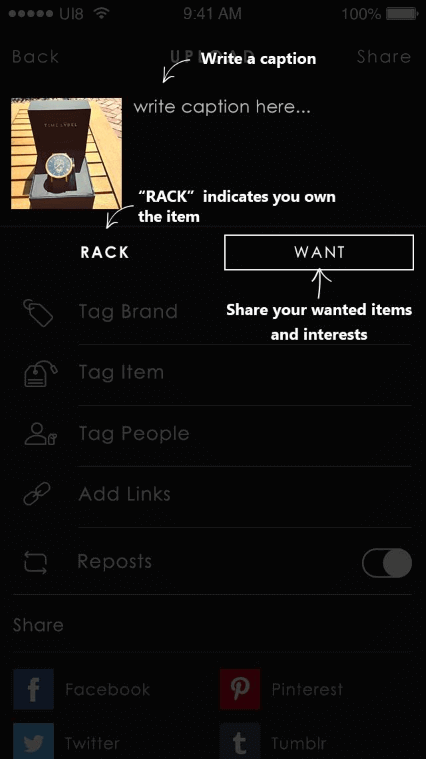 UI8 9:41 AM 100%
Back UPLOAD Share
Write a caption
write caption here...
“RACK” indicates you own
the item
RACK WANT
Share your wanted items
and interests
Tag Brand
Tag Item
Tag People
Add Links
Reposts
Share
Facebook Pinterest
Twitter Tumblr